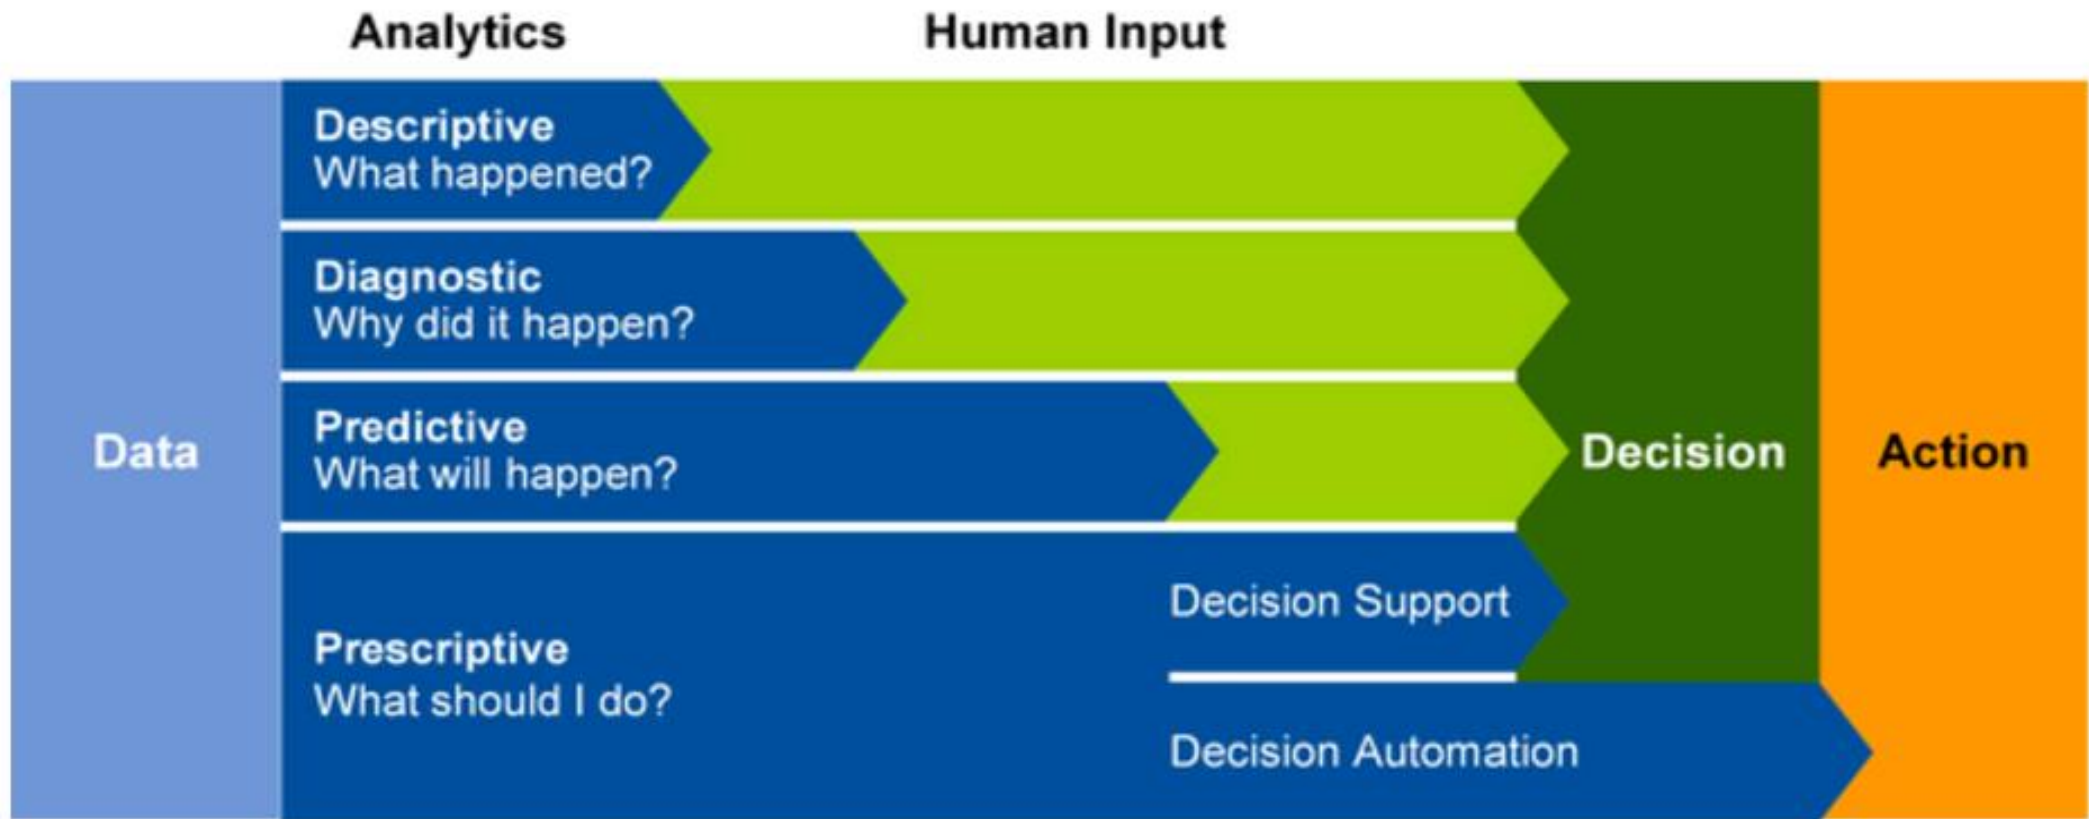 Analytics
Human Input
Descriptive
What happened?
Diagnostic
Why did it happen?
Predictive
What will happen?
Data
Decision
Action
Decision Support
Prescriptive
What should I do?
Decision Automation